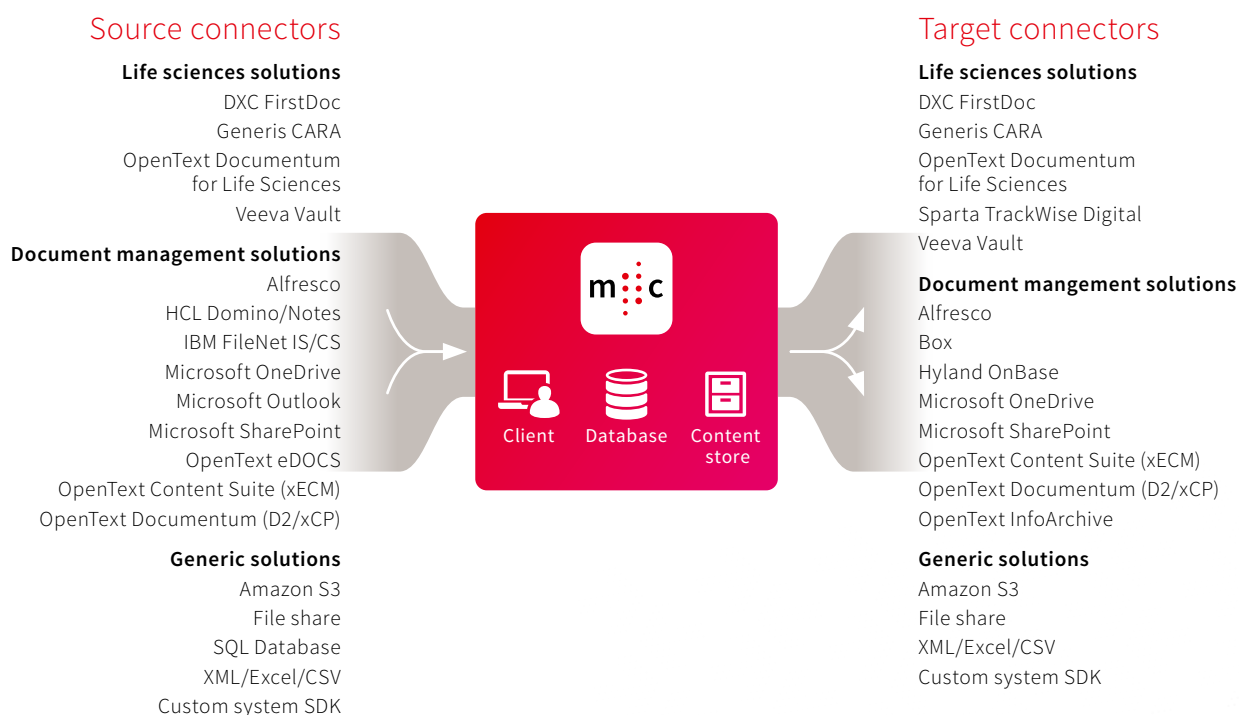 Source connectors
Life sciences solutions
DXC FirstDoc
Generis CARA
OpenText Documentum
for Life Sciences
Veeva Vault
Document management solutions
Alfresco
HCL Domino/Notes
IBM FileNet IS/CS
Microsoft OneDrive
Microsoft Outlook
Microsoft SharePoint
OpenText eDOCS
OpenText Content Suite (xECM)
OpenText Documentum (D2/xCP)
Generic solutions
Amazon S3
File share
SQL Database
XML/Excel/CSV
Custom system SDK
m c
Client
Database
Content
store
Target connectors
Life sciences solutions
DXC FirstDoc
Generis CARA
OpenText Documentum
for Life Sciences
Sparta TrackWise Digital
Veeva Vault
Document mangement solutions
Alfresco
Box
Hyland OnBase
Microsoft OneDrive
Microsoft SharePoint
OpenText Content Suite (xECM)
OpenText Documentum (D2/xCP)
OpenText InfoArchive
Generic solutions
Amazon S3
File share
XML/Excel/CSV
Custom system SDK